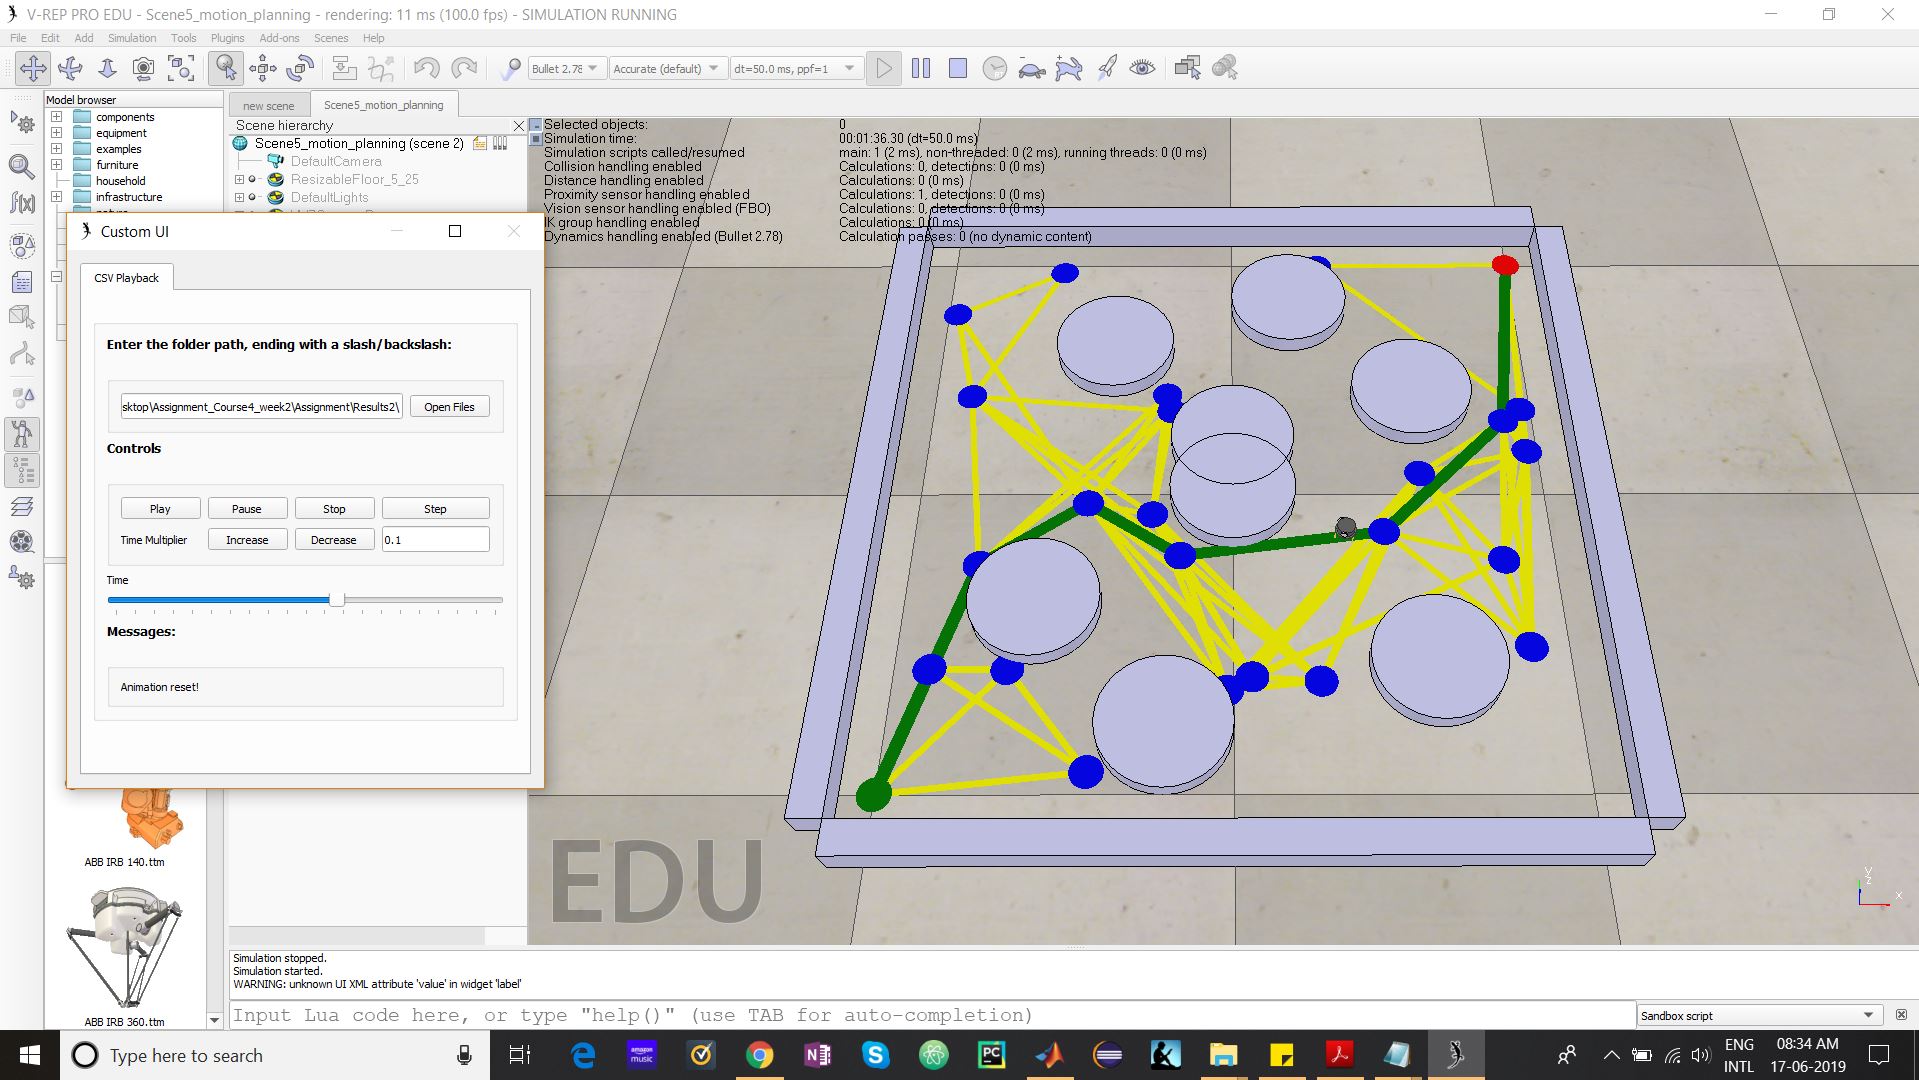 V-REP PRO EDU - Scene5_motion_planning - rendering: 11 ms (100.0 fps) - SIMULATION RUNNING
File Edit Add Simulation Tools Plugins Add-ons Scenes Help
Bullet 2.78 Accurate (default) dt=50.0 ms, ppf=1
Model browser
components
equipment
examples
furniture
household
infrastructure
new scene Scene5_motion_planning
Scene hierarchy
Scene5_motion_planning (scene 2)
DefaultCamera
ResizableFloor_5_25
DefaultLights
Selected objects: 0
Simulation time: 00:01:36.30 (dt=50.0 ms)
Simulation scripts called/resumed main: 1 (2 ms), non-threaded: 0 (2 ms), running threads: 0 (0 ms)
Collision handling enabled Calculations: 0, detections: 0 (0 ms)
Distance handling enabled Calculations: 0 (0 ms)
Proximity sensor handling enabled Calculations: 1, detections: 0 (0 ms)
Vision sensor handling enabled (FBO) Calculations: 0, detections: 0 (0 ms)
IK group handling enabled Calculations: 0 (0 ms)
Dynamics handling enabled (Bullet 2.78) Calculation passes: 0 (no dynamic content)
Custom UI
CSV Playback
Enter the folder path, ending with a slash/backslash:
sktop\Assignment_Course4_week2\Assignment\Results2\ Open Files
Controls
Play Pause Stop Step
Time Multiplier Increase Decrease 0.1
Time
Messages:
Animation reset!
ABB IRB 140.ttm
ABB IRB 360.ttm
EDU
y
z
x
Simulation stopped.
Simulation started.
WARNING: unknown UI XML attribute 'value' in widget 'label'
Input Lua code here, or type "help()" (use TAB for auto-completion)
Sandbox script
Type here to search
amazon music
N
PC
ENG
INTL
08:34 AM
17-06-2019